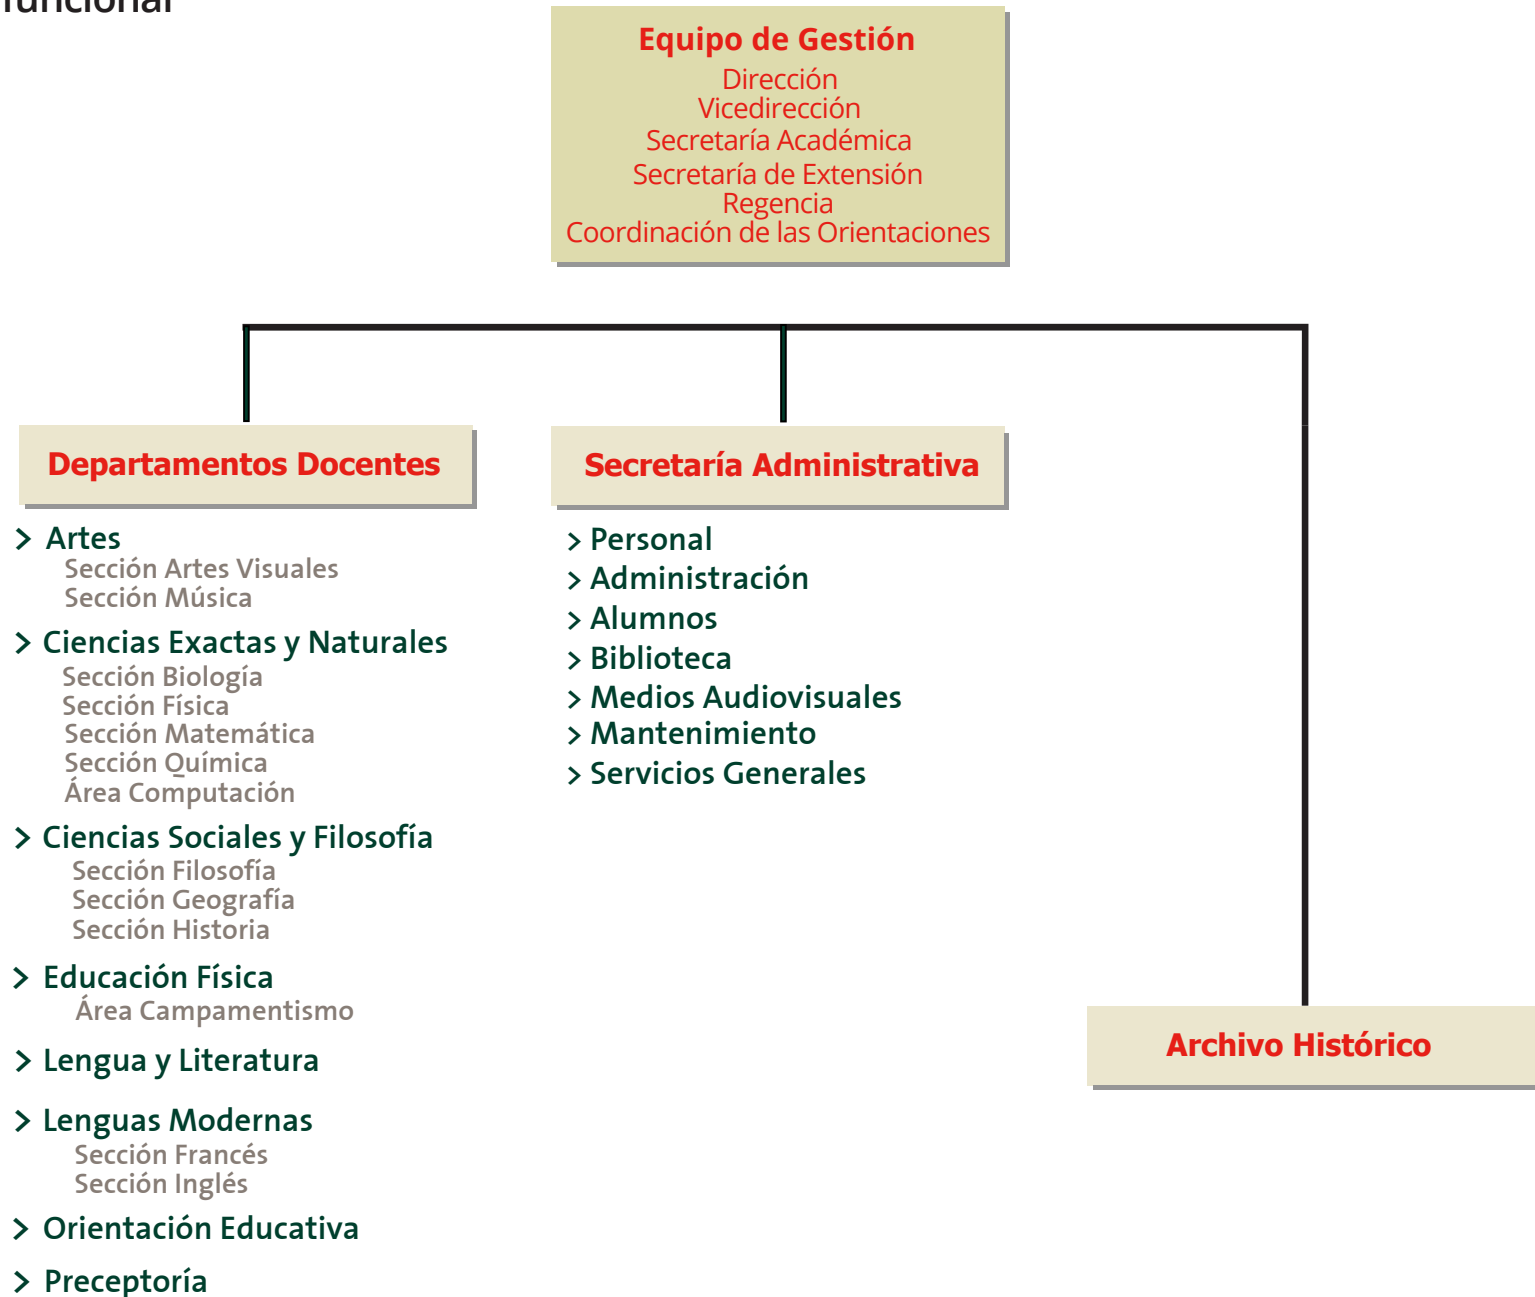 funcional
Equipo de Gestión
Dirección
Vicedirección
Secretaría Académica
Secretaría de Extensión
Regencia
Coordinación de las Orientaciones
Departamentos Docentes
> Artes
Sección Artes Visuales
Sección Música
> Ciencias Exactas y Naturales
Sección Biología
Sección Física
Sección Matemática
Sección Química
Área Computación
> Ciencias Sociales y Filosofía
Sección Filosofía
Sección Geografía
Sección Historia
> Educación Física
Área Campamentismo
> Lengua y Literatura
> Lenguas Modernas
Sección Francés
Sección Inglés
> Orientación Educativa
> Preceptoría
Secretaría Administrativa
> Personal
> Administración
> Alumnos
> Biblioteca
> Medios Audiovisuales
> Mantenimiento
> Servicios Generales
Archivo Histórico